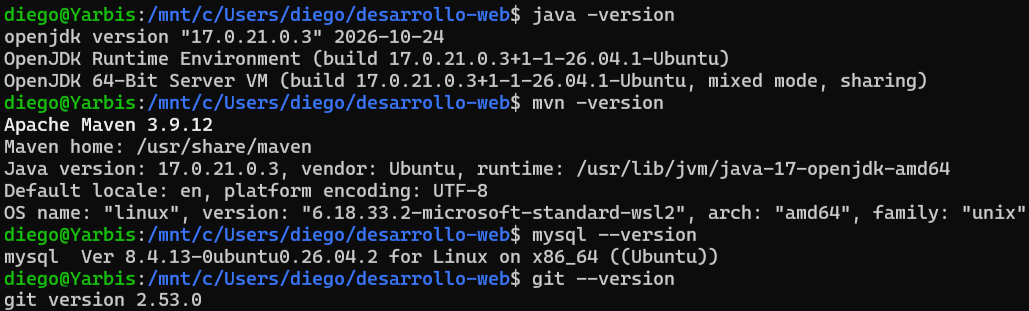 diego@Yarbis:/mnt/c/Users/diego/desarrollo-web$ java -version
openjdk version "17.0.21.0.3" 2026-10-24
OpenJDK Runtime Environment (build 17.0.21.0.3+1-1-26.04.1-Ubuntu)
OpenJDK 64-Bit Server VM (build 17.0.21.0.3+1-1-26.04.1-Ubuntu, mixed mode, sharing)
diego@Yarbis:/mnt/c/Users/diego/desarrollo-web$ mvn -version
Apache Maven 3.9.12
Maven home: /usr/share/maven
Java version: 17.0.21.0.3, vendor: Ubuntu, runtime: /usr/lib/jvm/java-17-openjdk-amd64
Default locale: en, platform encoding: UTF-8
OS name: "linux", version: "6.18.33.2-microsoft-standard-wsl2", arch: "amd64", family: "unix"
diego@Yarbis:/mnt/c/Users/diego/desarrollo-web$ mysql --version
mysql  Ver 8.4.13-0ubuntu0.26.04.2 for Linux on x86_64 ((Ubuntu))
diego@Yarbis:/mnt/c/Users/diego/desarrollo-web$ git --version
git version 2.53.0